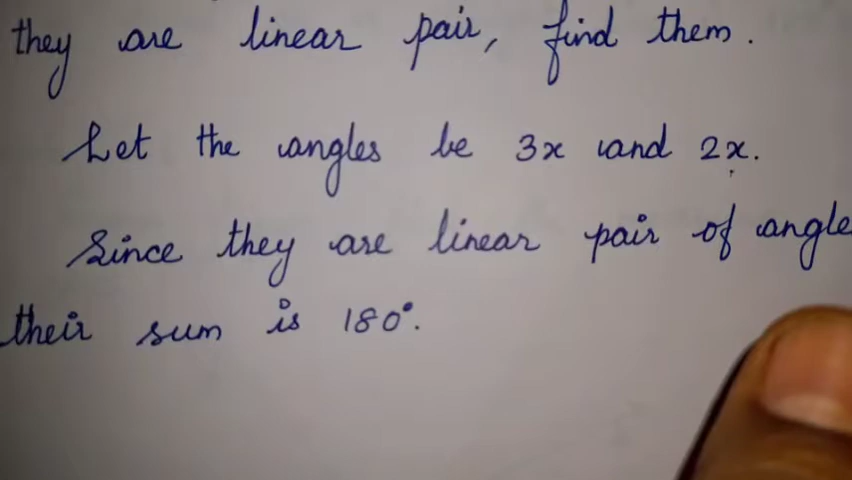 they are linear pair, find them.
Let the angles be 3x and 2x.
Since they are linear pair of angle
their sum is 180°.